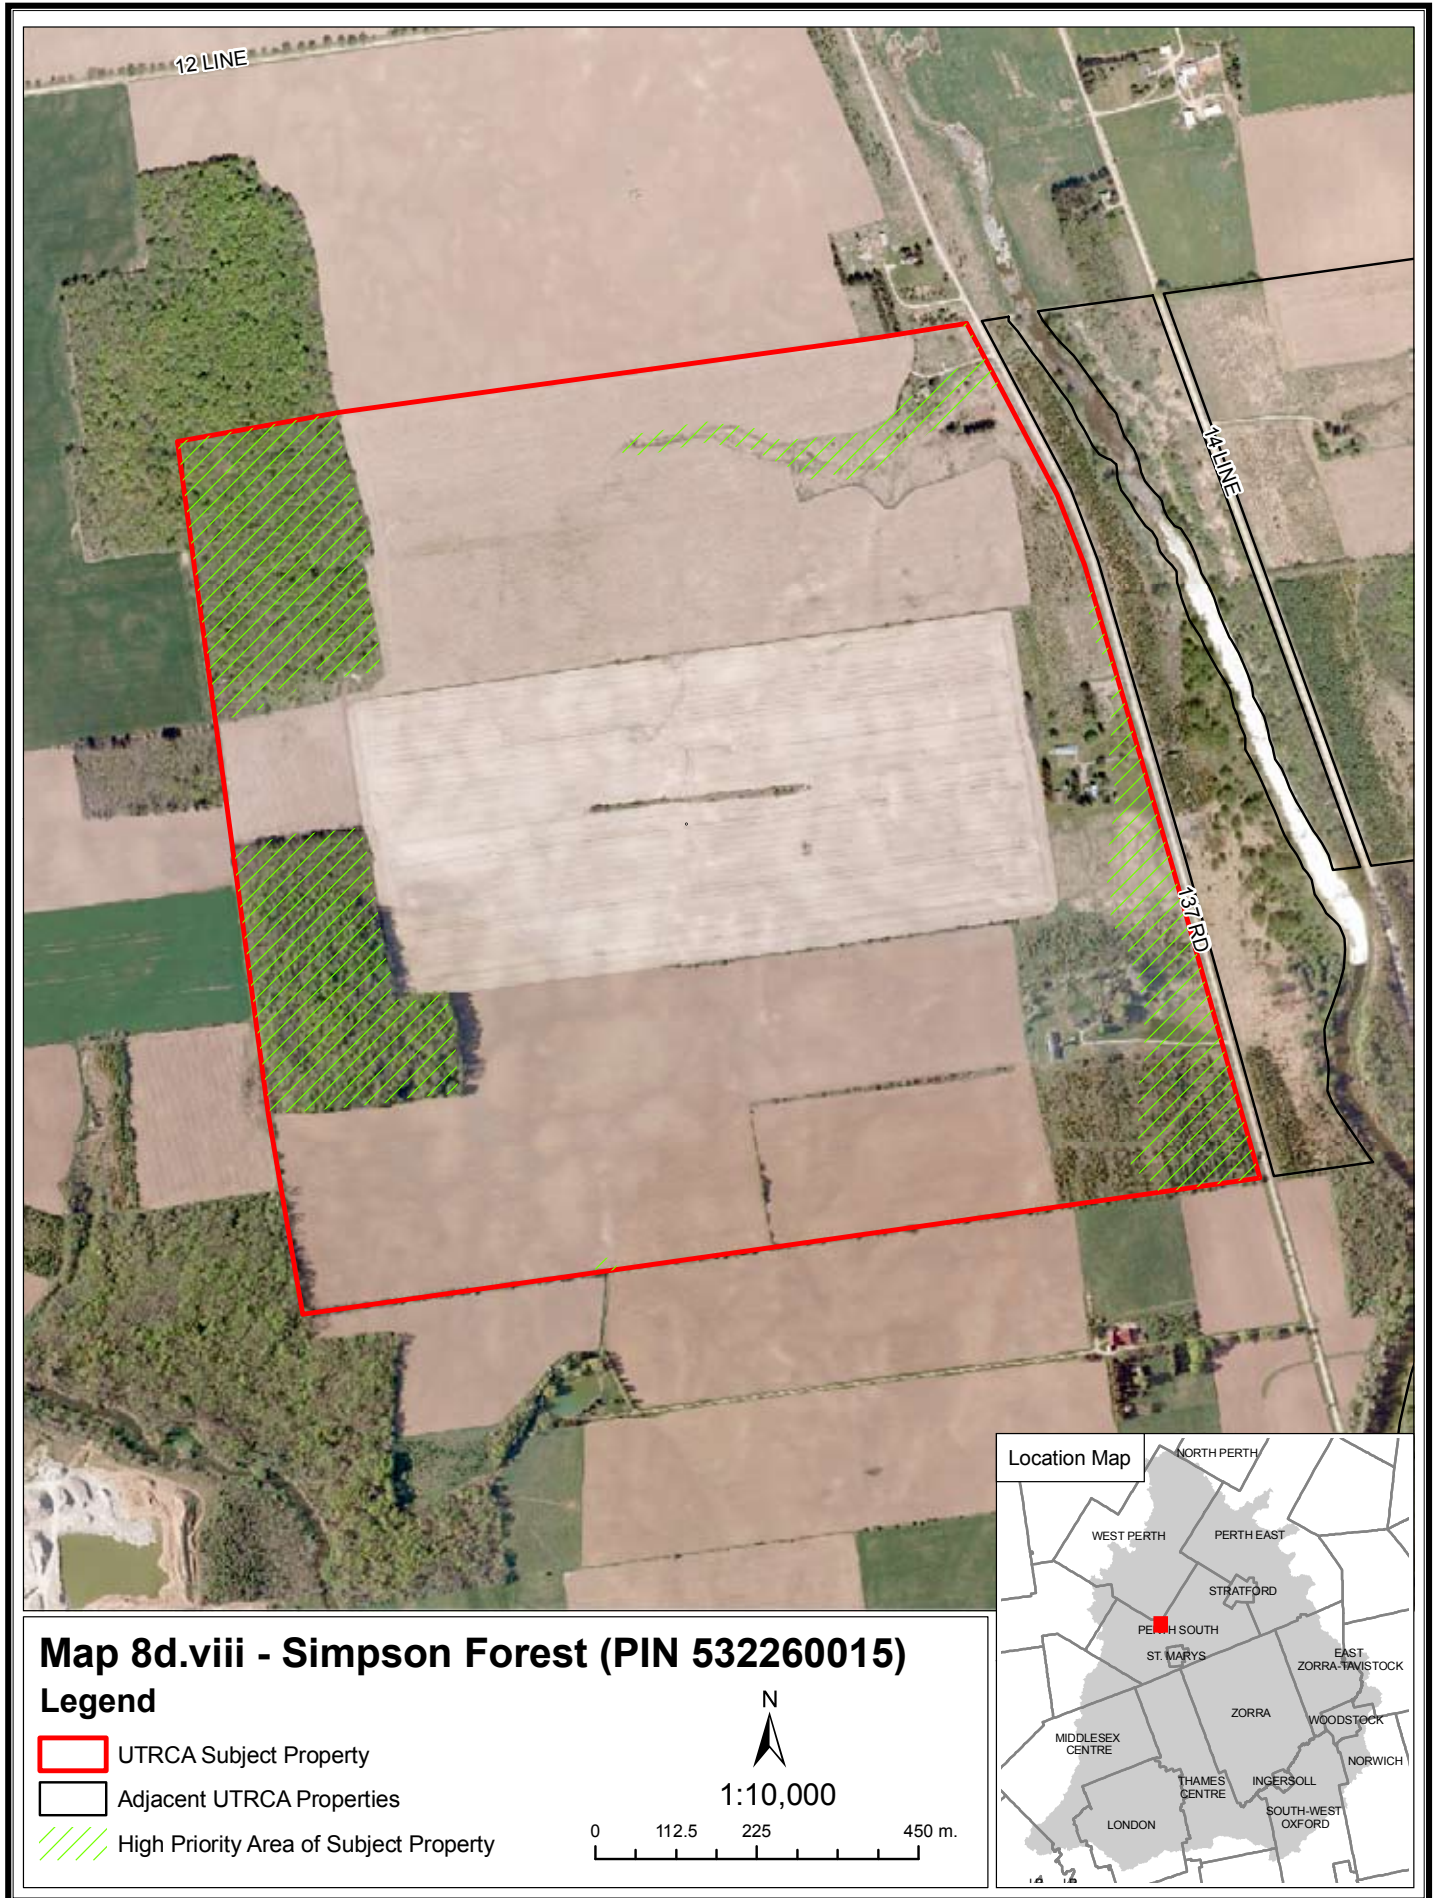 12 LINE
14 LINE
137 RD
Location Map
NORTH PERTH
WEST PERTH
PERTH EAST
STRATFORD
PERTH SOUTH
ST. MARYS
EAST
ZORRA-TAVISTOCK
ZORRA
WOODSTOCK
MIDDLESEX
CENTRE
NORWICH
THAMES
CENTRE
INGERSOLL
SOUTH-WEST
OXFORD
LONDON
Map 8d.viii - Simpson Forest (PIN 532260015)
Legend
UTRCA Subject Property
Adjacent UTRCA Properties
High Priority Area of Subject Property
N
1:10,000
0 112.5 225 450 m.